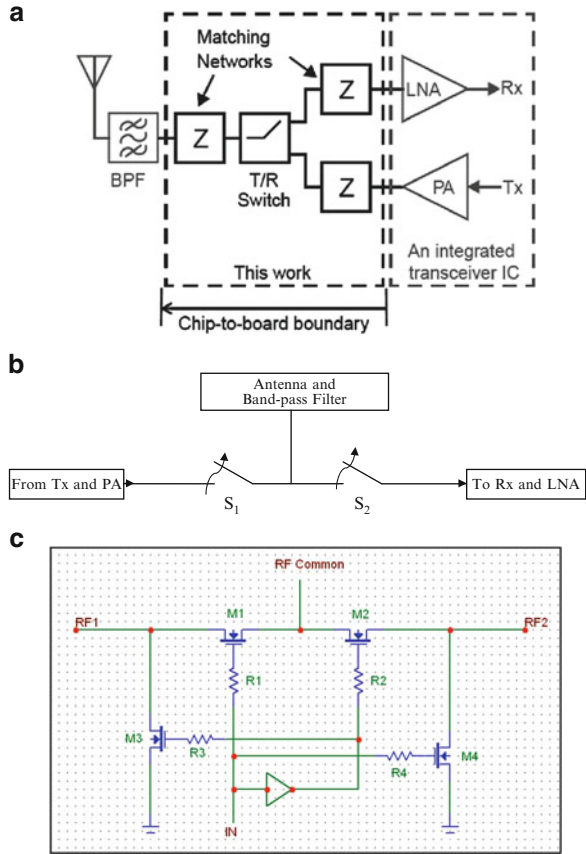 a
Matching
Networks
Z
Z
LNA
Rx
BPF
T/R
Switch
Z
PA
Tx
This work
An integrated
transceiver IC
Chip-to-board boundary
b
Antenna and
Band-pass Filter
From Tx and PA
S1
S2
To Rx and LNA
c
RF Common
RF1
M1
M2
RF2
R1
R2
M3
R3
R4
M4
IN